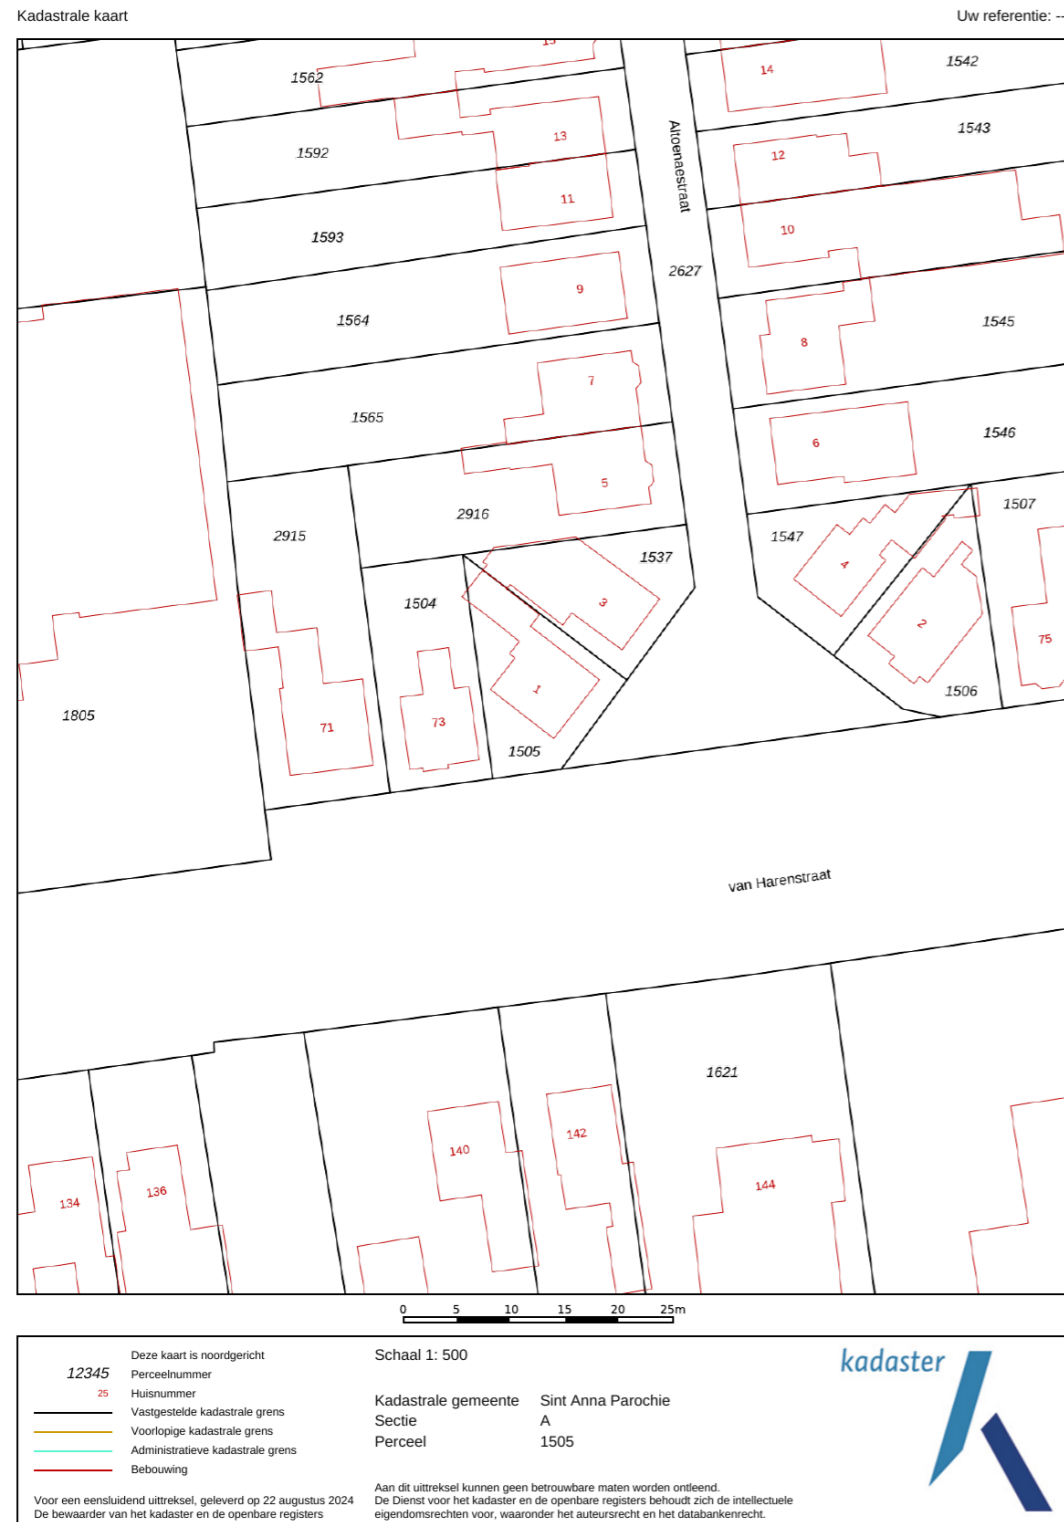 Kadastrale kaart
Uw referentie: --
15
1562
14
1542
1543
13
1592
12
Altoenaestraat
11
10
1593
2627
9
1564
1545
8
7
1565
6
1546
5
2916
1507
2915
1547
1537
4
1504
3
2
75
1
1506
1805
71
73
1505
van Harenstraat
1621
142
140
144
136
134
0 5 10 15 20 25m
Deze kaart is noordgericht
12345 Perceelnummer
25 Huisnummer
Vastgestelde kadastrale grens
Voorlopige kadastrale grens
Administratieve kadastrale grens
Bebouwing
Voor een eensluidend uittreksel, geleverd op 22 augustus 2024
De bewaarder van het kadaster en de openbare registers
Schaal 1: 500
Kadastrale gemeente Sint Anna Parochie
Sectie A
Perceel 1505
Aan dit uittreksel kunnen geen betrouwbare maten worden ontleend.
De Dienst voor het kadaster en de openbare registers behoudt zich de intellectuele
eigendomsrechten voor, waaronder het auteursrecht en het databankenrecht.
kadaster